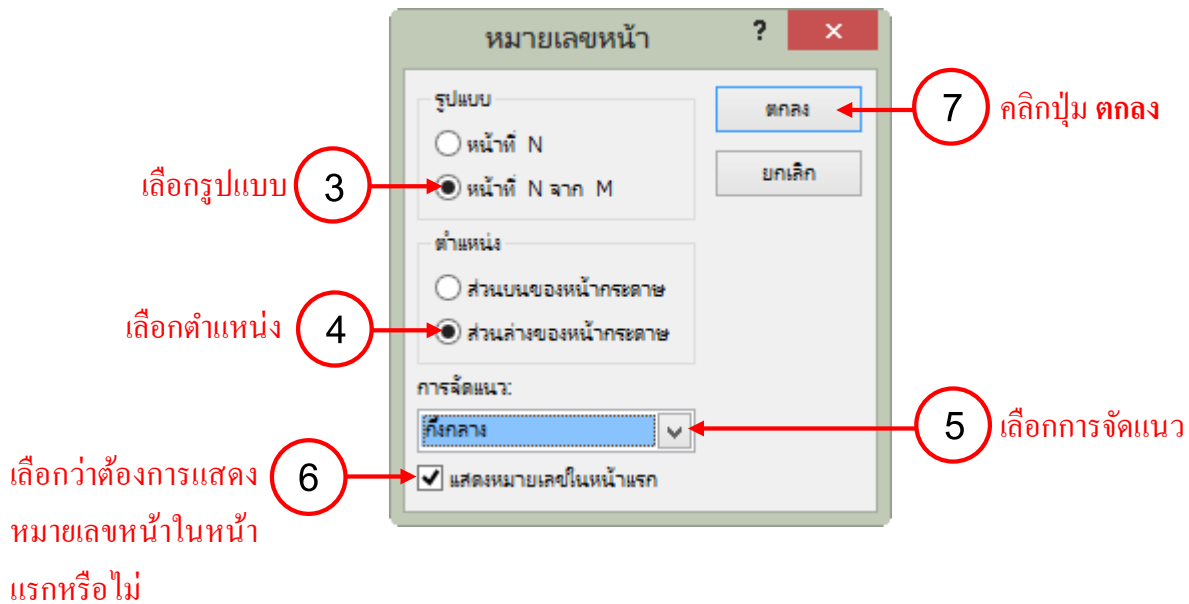 หมายเลขหน้า ?
รูปแบบ
หน้าที่ N
หน้าที่ N จาก M
ตกลง
ยกเลิก
7 คลิกปุ่ม ตกลง
เลือกรูปแบบ 3
ตำแหน่ง
ส่วนบนของหน้ากระดาษ
ส่วนล่างของหน้ากระดาษ
เลือกตำแหน่ง 4
การจัดแนว:
กึ่งกลาง
5 เลือกการจัดแนว
แสดงหมายเลขในหน้าแรก
เลือกว่าต้องการแสดง 6
หมายเลขหน้าในหน้า
แรกหรือไม่